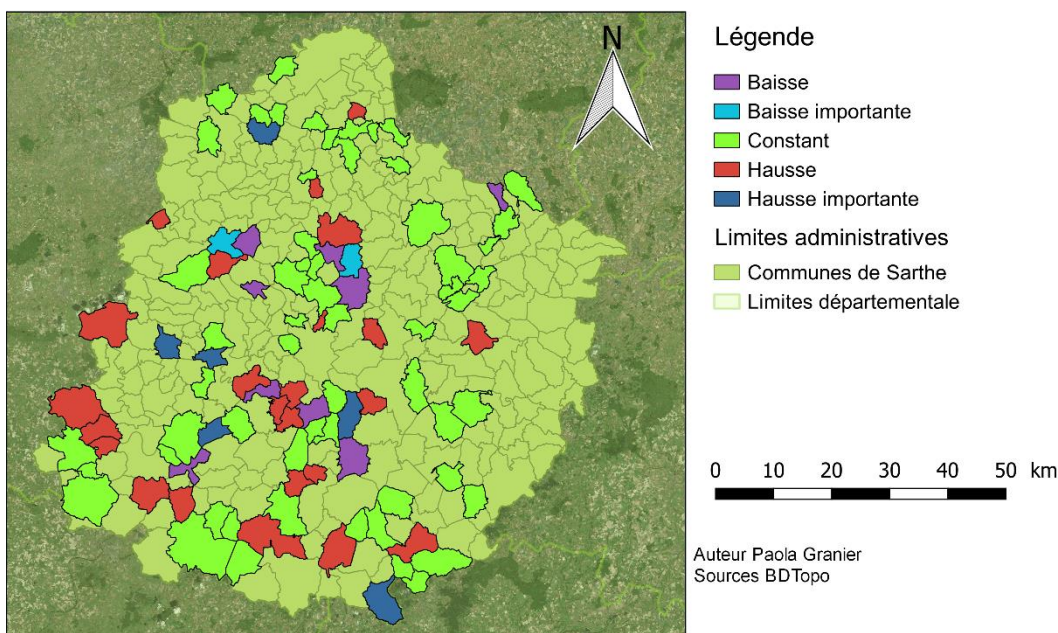 N
Légende
Baisse
Baisse importante
Constant
Hausse
Hausse importante
Limites administratives
Communes de Sarthe
Limites départementale
0 10 20 30 40 50 km
Auteur Paola Granier
Sources BDTopo